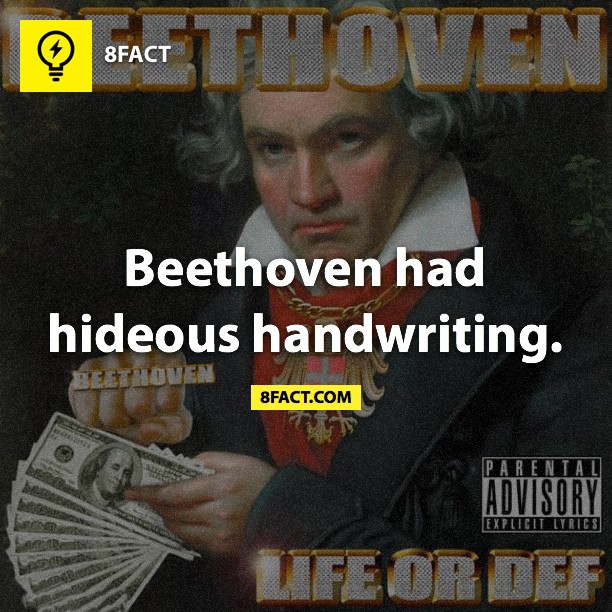 BEETHOVEN
8FACT
Beethoven had
hideous handwriting.
BEETHOVEN
8FACT.COM
PARENTAL
ADVISORY
EXPLICIT LYRICS
LIFE OR DEF